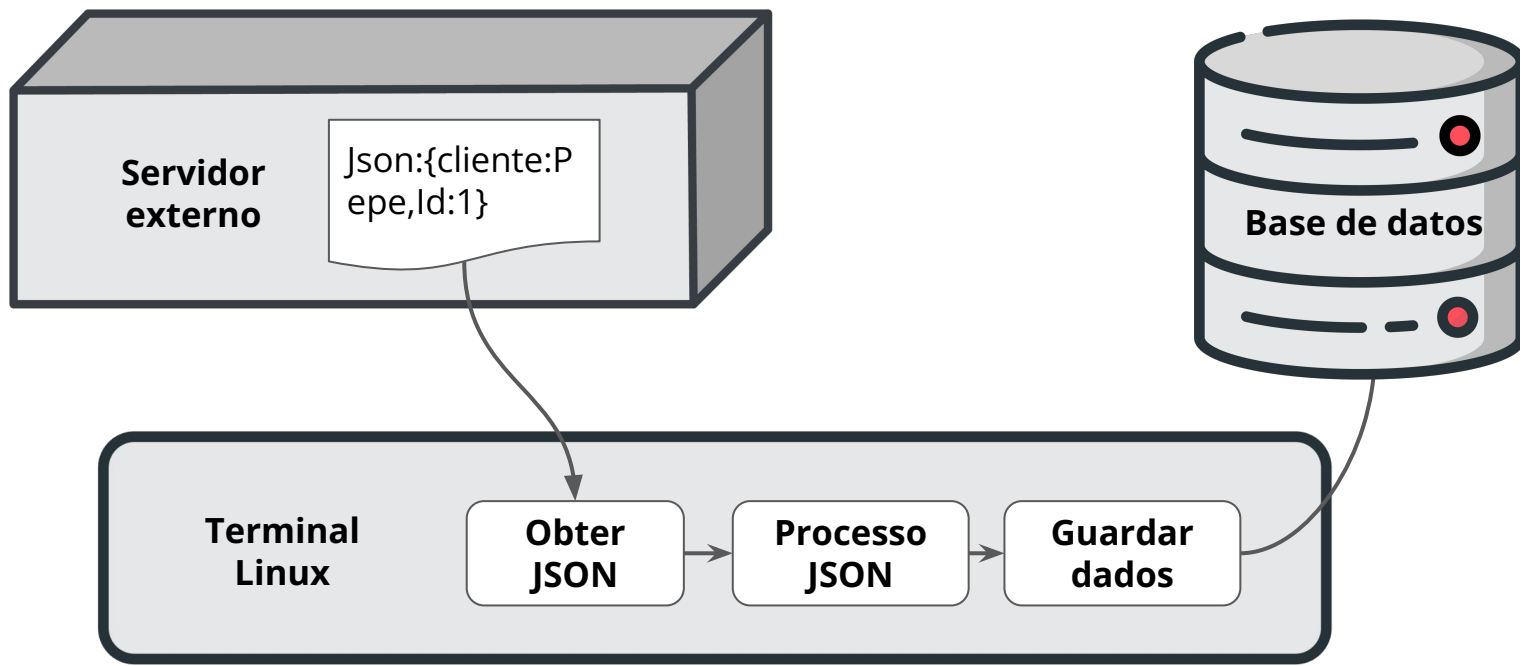 Servidor
externo
Json:{cliente:P
epe,Id:1}
Base de datos
Terminal
Linux
Obter
JSON
Processo
JSON
Guardar
dados